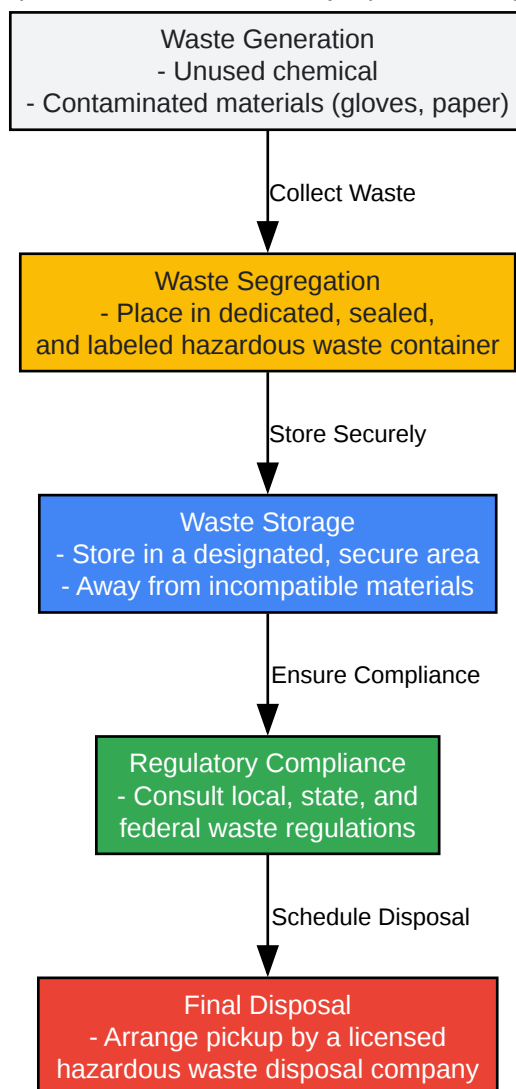 Waste Generation
- Unused chemical
- Contaminated materials (gloves, paper)
Collect Waste
Waste Segregation
- Place in dedicated, sealed,
and labeled hazardous waste container
Store Securely
Waste Storage
- Store in a designated, secure area
- Away from incompatible materials
Ensure Compliance
Regulatory Compliance
- Consult local, state, and
federal waste regulations
Schedule Disposal
Final Disposal
- Arrange pickup by a licensed
hazardous waste disposal company